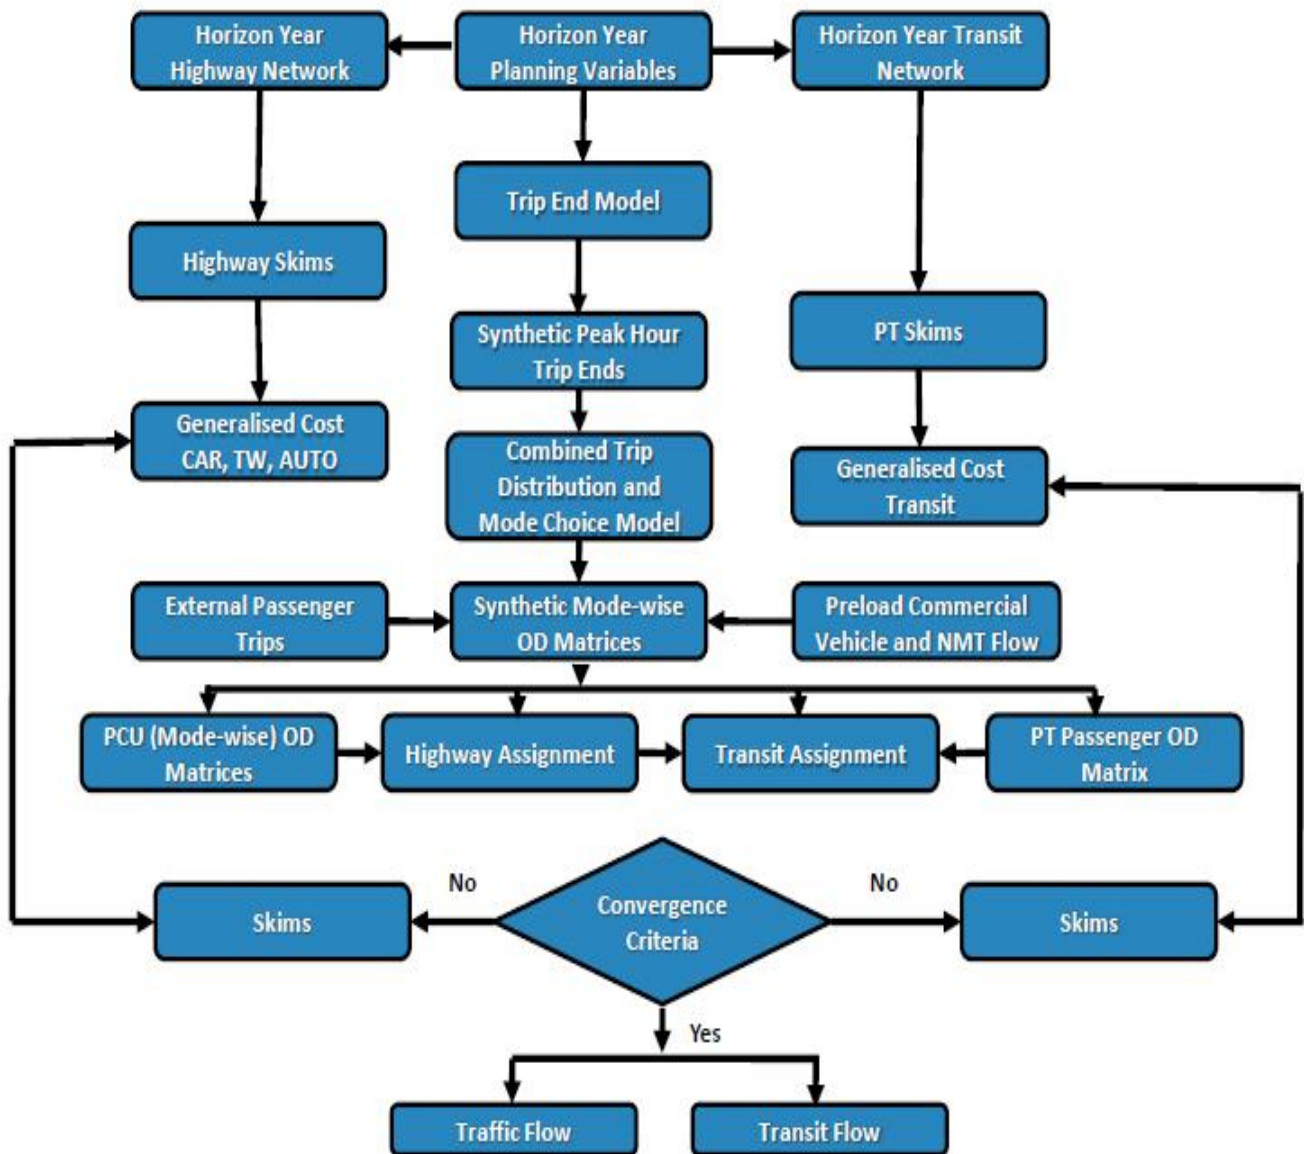 Horizon Year
Highway Network
Horizon Year
Planning Variables
Horizon Year Transit
Network
Trip End Model
Highway Skims
Synthetic Peak Hour
Trip Ends
PT Skims
Generalised Cost
CAR, TW, AUTO
Combined Trip
Distribution and
Mode Choice Model
Generalised Cost
Transit
External Passenger
Trips
Synthetic Mode-wise
OD Matrices
Preload Commercial
Vehicle and NMT Flow
PCU (Mode-wise) OD
Matrices
Highway Assignment
Transit Assignment
PT Passenger OD
Matrix
No
No
Skims
Convergence
Criteria
Skims
Yes
Traffic Flow
Transit Flow